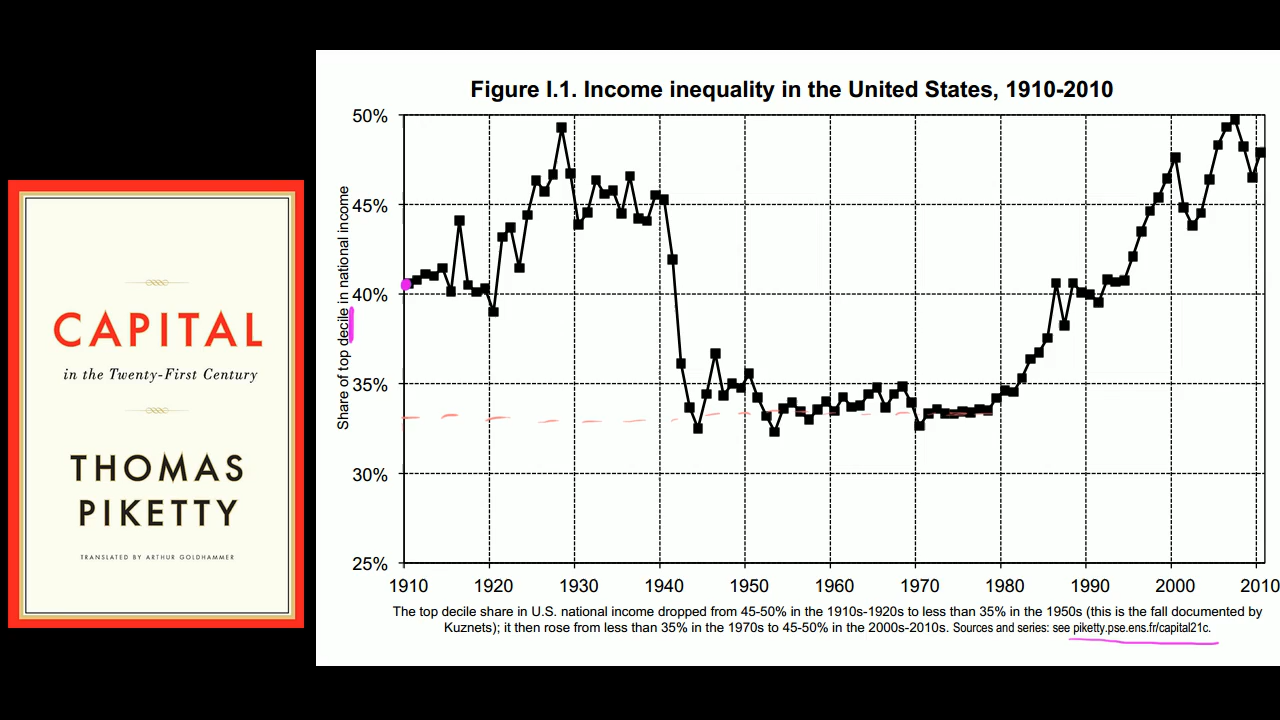 CAPITAL
in the Twenty-First Century
THOMAS
PIKETTY
TRANSLATED BY ARTHUR GOLDHAMMER
Figure I.1. Income inequality in the United States, 1910-2010
Share of top decile in national income
50%
45%
40%
35%
30%
25%
1910 1920 1930 1940 1950 1960 1970 1980 1990 2000 2010
The top decile share in U.S. national income dropped from 45-50% in the 1910s-1920s to less than 35% in the 1950s (this is the fall documented by
Kuznets); it then rose from less than 35% in the 1970s to 45-50% in the 2000s-2010s. Sources and series: see piketty.pse.ens.fr/capital21c.